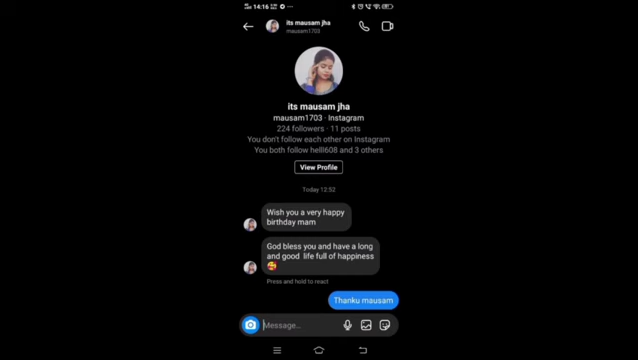 14:16
its mausam jha
mausam1703
its mausam jha
mausam1703 · Instagram
224 followers · 11 posts
You don't follow each other on Instagram
You both follow helll608 and 3 others
View Profile
Today 12:52
Wish you a very happy
birthday mam
God bless you and have a long
and good life full of happiness
🥰
Press and hold to react
Thanku mausam
Message...